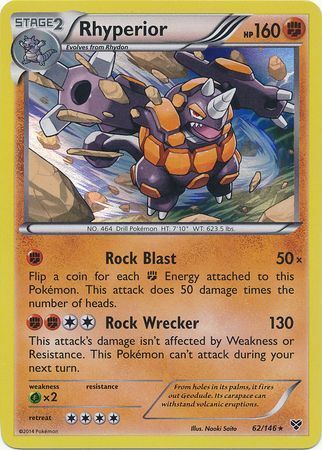 STAGE2 Rhyperior HP160
Evolves from Rhydon
NO. 464 Drill Pokémon HT: 7'10" WT: 623.5 lbs.
Rock Blast 50×
Flip a coin for each Energy attached to this
Pokémon. This attack does 50 damage times the
number of heads.
Rock Wrecker 130
This attack's damage isn't affected by Weakness or
Resistance. This Pokémon can't attack during your
next turn.
weakness resistance
×2
retreat
From holes in its palms, it fires
out Geodude. Its carapace can
withstand volcanic eruptions.
©2014 Pokémon Illus. Naoki Saito 62/146★
XY